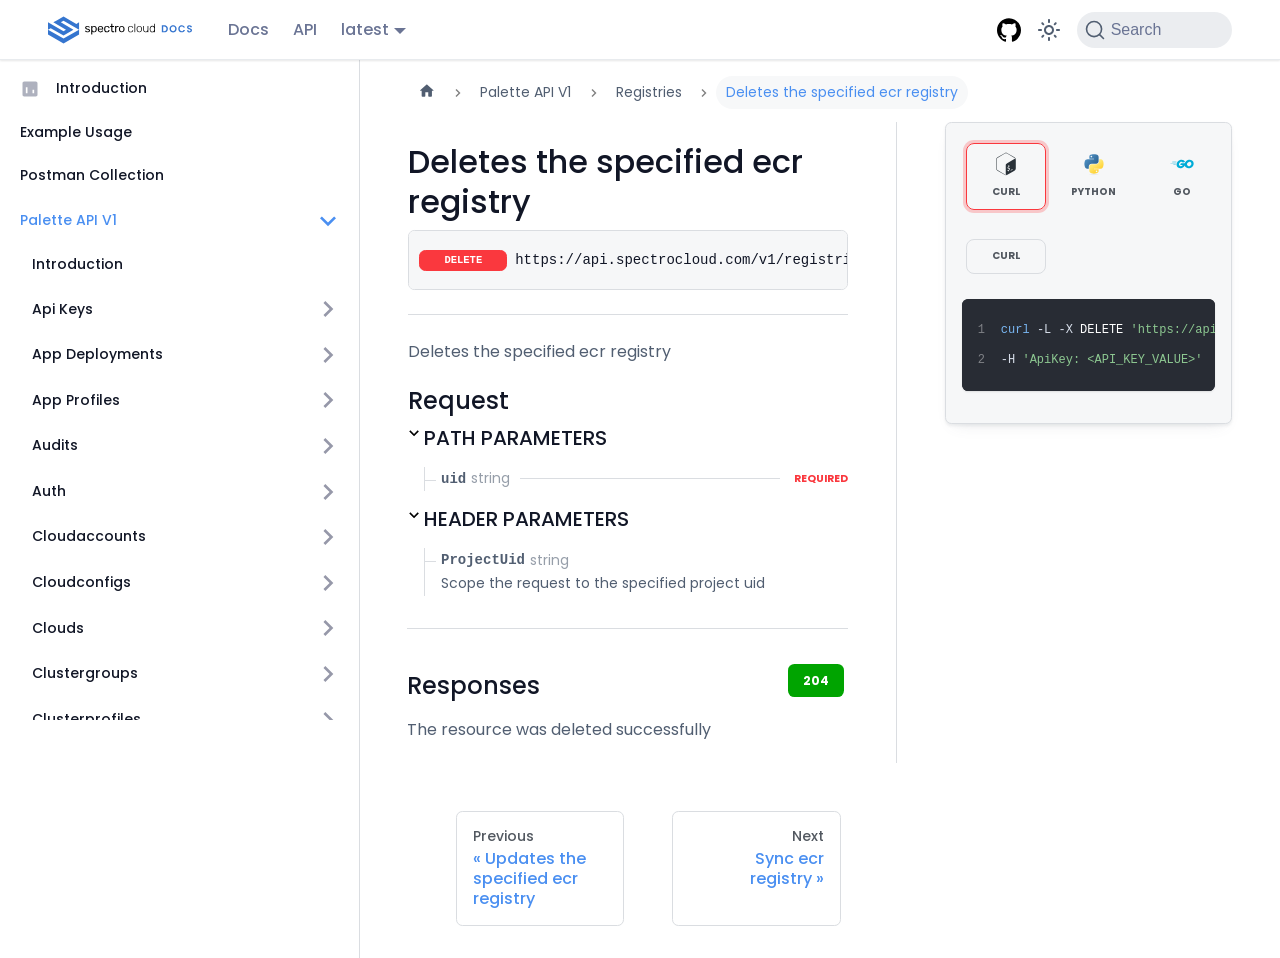 spectro cloud DOCS
Docs
API
latest
Search
Introduction
Example Usage
Postman Collection
Palette API V1
Introduction
Api Keys
App Deployments
App Profiles
Audits
Auth
Cloudaccounts
Cloudconfigs
Clouds
Clustergroups
Clusterprofiles
Palette API V1
Registries
Deletes the specified ecr registry
Deletes the specified ecr
registry
DELETE https://api.spectrocloud.com/v1/registri
Deletes the specified ecr registry
Request
PATH PARAMETERS
uid string REQUIRED
HEADER PARAMETERS
ProjectUid string
Scope the request to the specified project uid
Responses
204
The resource was deleted successfully
Previous
« Updates the
specified ecr
registry
Next
Sync ecr
registry »
CURL
PYTHON
GO
CURL
1 curl -L -X DELETE 'https://api
2 -H 'ApiKey: <API_KEY_VALUE>'